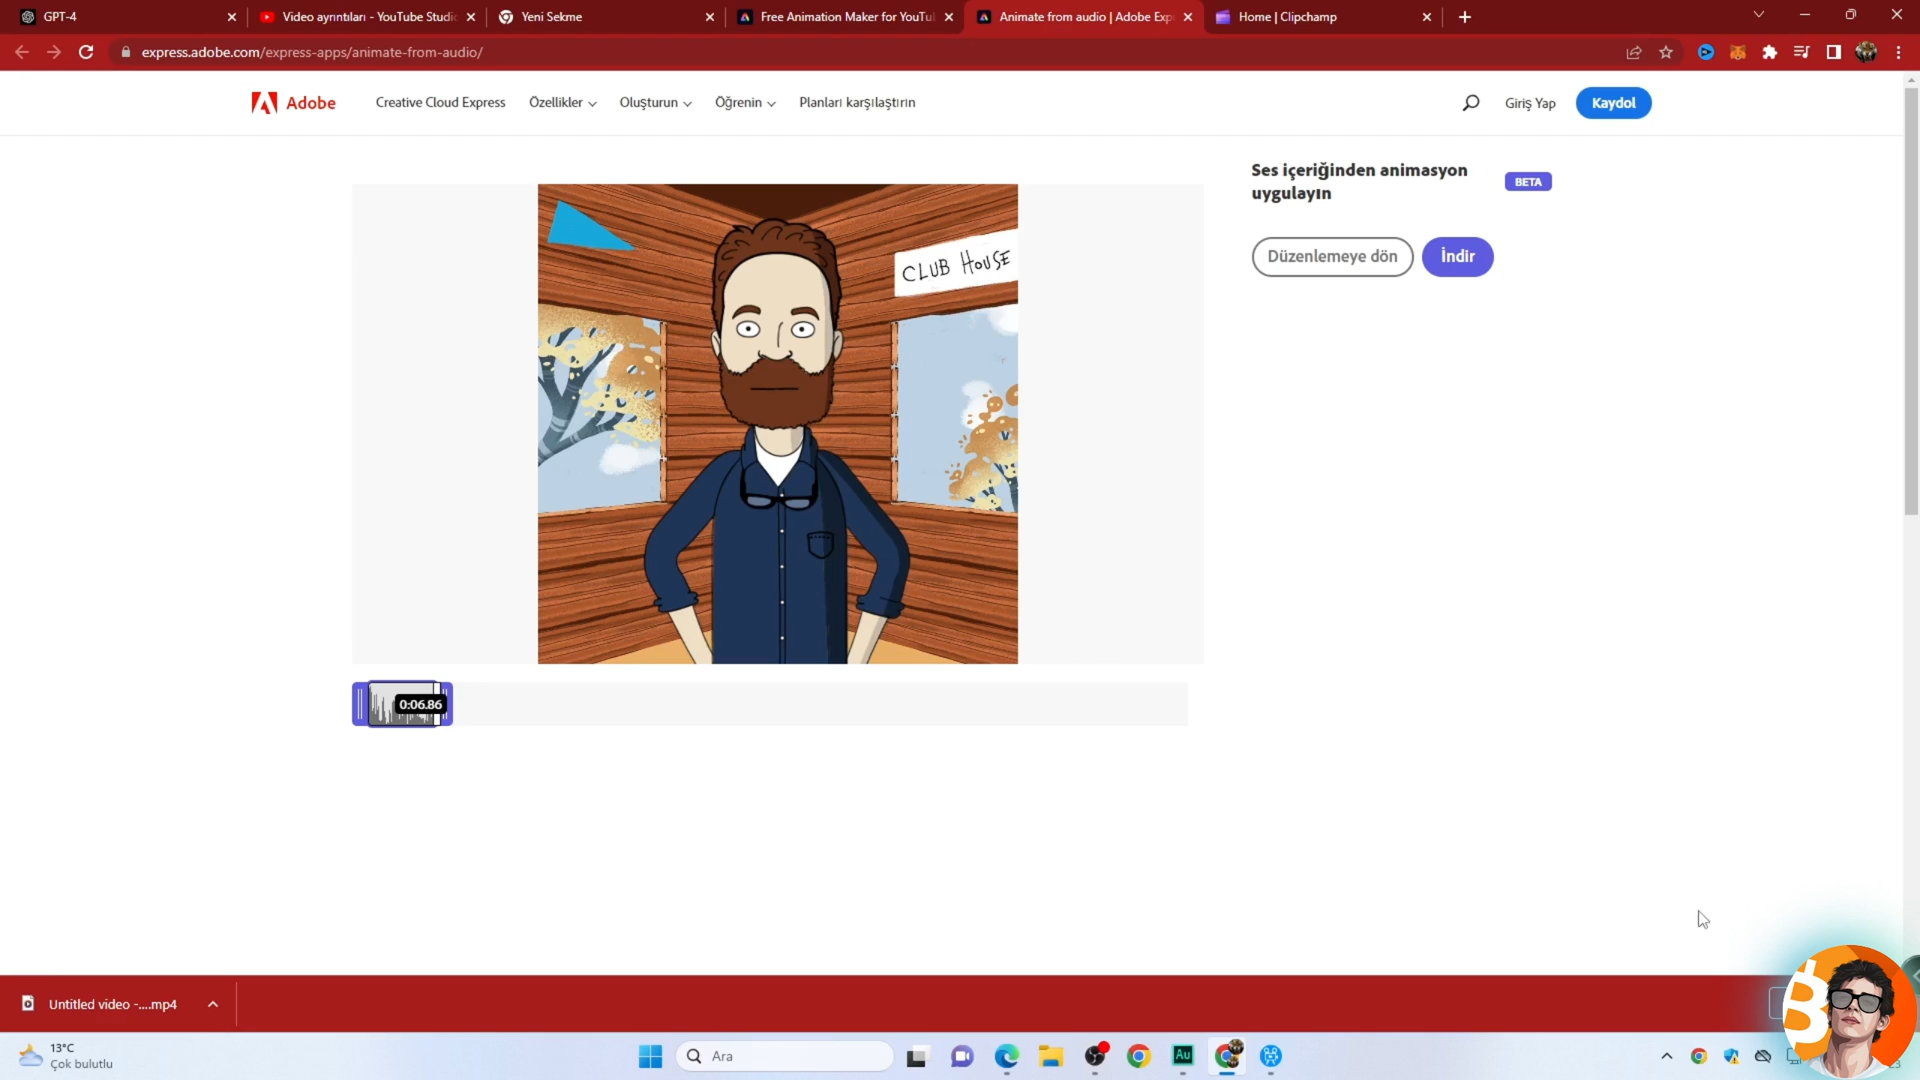 GPT-4
Video ayrıntıları - YouTube Studio
Yeni Sekme
Free Animation Maker for YouTu
Animate from audio | Adobe Exp
Home | Clipchamp
express.adobe.com/express-apps/animate-from-audio/
Adobe
Creative Cloud Express
Özellikler
Oluşturun
Öğrenin
Planları karşılaştırın
Giriş Yap
Kaydol
Ses içeriğinden animasyon
uygulayın
BETA
Düzenlemeye dön
İndir
CLUB HOUSE
0:06.86
Untitled video -....mp4
13°C
Çok bulutlu
Ara
Au